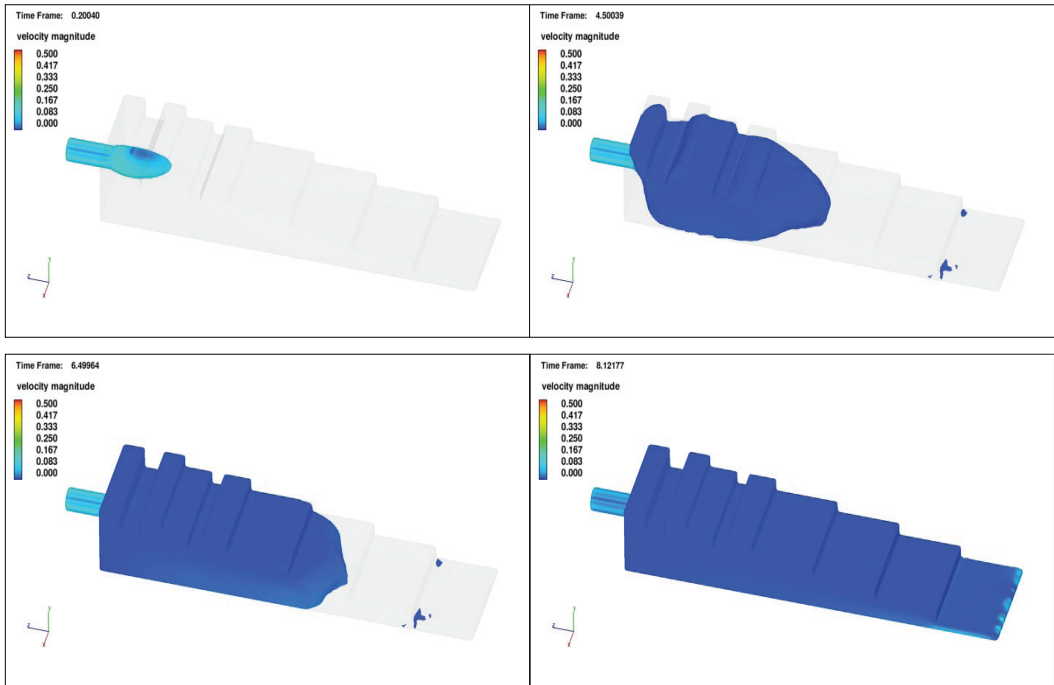 Time Frame: 0.20040
velocity magnitude
0.500
0.417
0.333
0.250
0.167
0.083
0.000
Y
Z
X
Time Frame: 4.50039
velocity magnitude
0.500
0.417
0.333
0.250
0.167
0.083
0.000
Y
Z
X
Time Frame: 6.49964
velocity magnitude
0.500
0.417
0.333
0.250
0.167
0.083
0.000
Y
Z
X
Time Frame: 8.12177
velocity magnitude
0.500
0.417
0.333
0.250
0.167
0.083
0.000
Y
Z
X